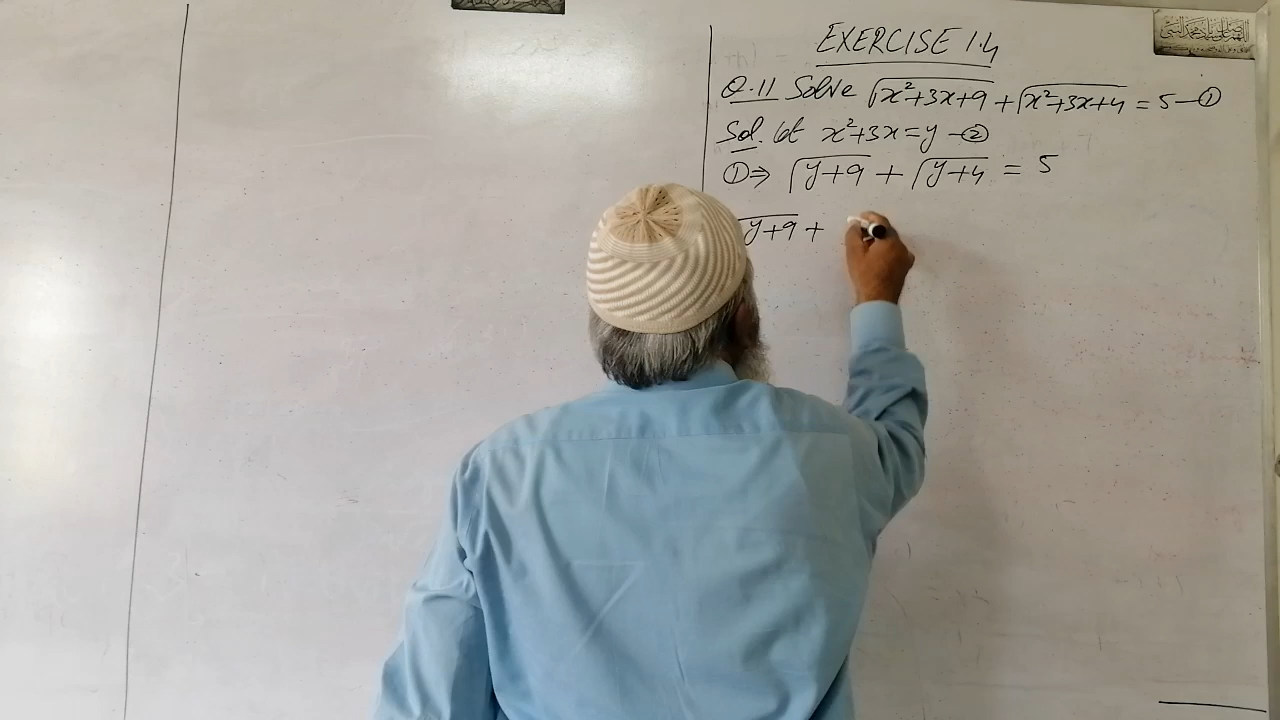 EXERCISE 1.4
Q.11 Solve √x²+3x+9 + √x²+3x+4 = 5 — ①
Sol. let x²+3x = y — ②
① ⇒ √y+9 + √y+4 = 5
y+9 +